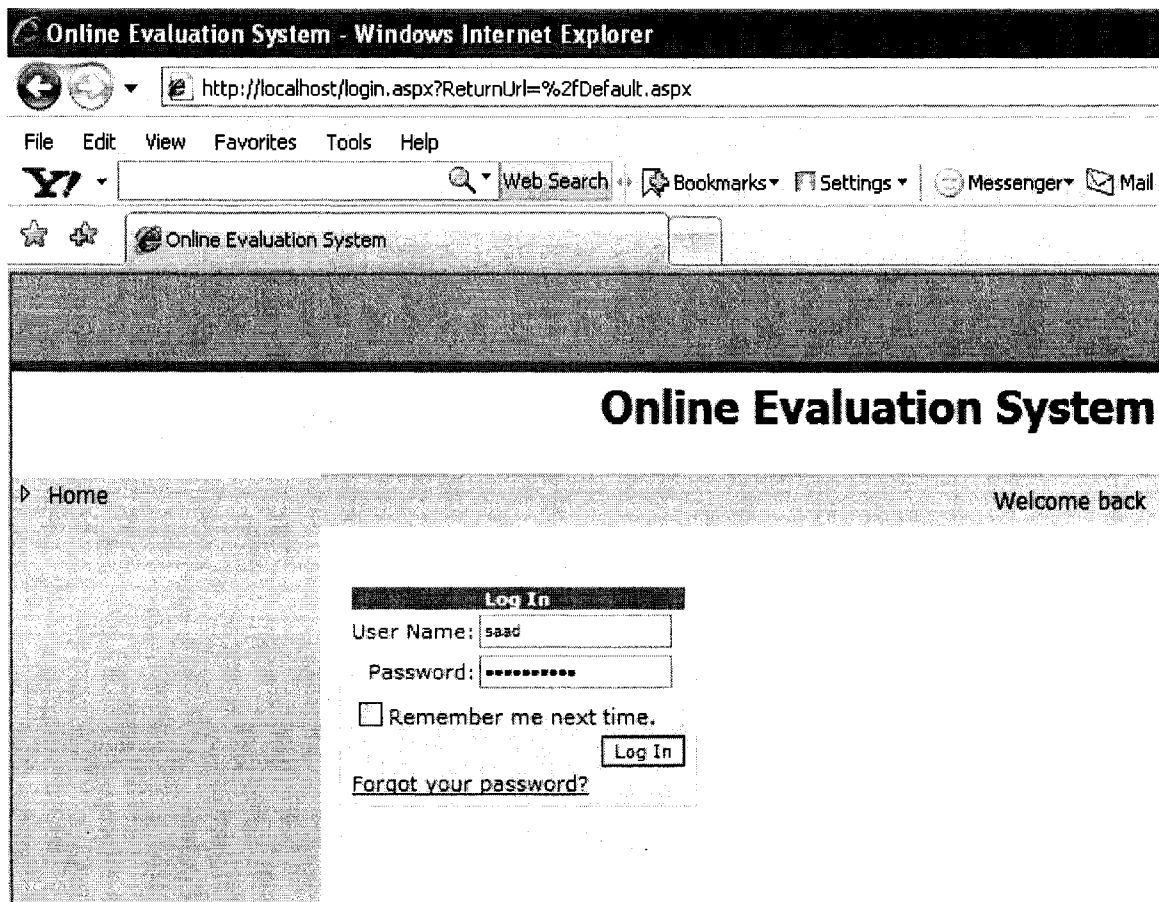 Online Evaluation System - Windows Internet Explorer
http://localhost/login.aspx?ReturnUrl=%2fDefault.aspx
File Edit View Favorites Tools Help
Y! Web Search Bookmarks Settings Messenger Mail
Online Evaluation System
Online Evaluation System
Home Welcome back
Log In
User Name: saad
Password: ••••••••••
Remember me next time.
Log In
Forgot your password?